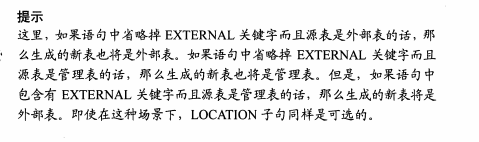 提示
这里，如果语句中省略掉 EXTERNAL 关键字而且源表是外部表的话，那
么生成的新表也将是外部表。如果语句中省略掉 EXTERNAL 关键字而且
源表是管理表的话，那么生成的新表也将是管理表。但是，如果语句中
包含有 EXTERNAL 关键字而且源表是管理表的话，那么生成的新表将是
外部表。即使在这种场景下，LOCATION 子句同样是可选的。